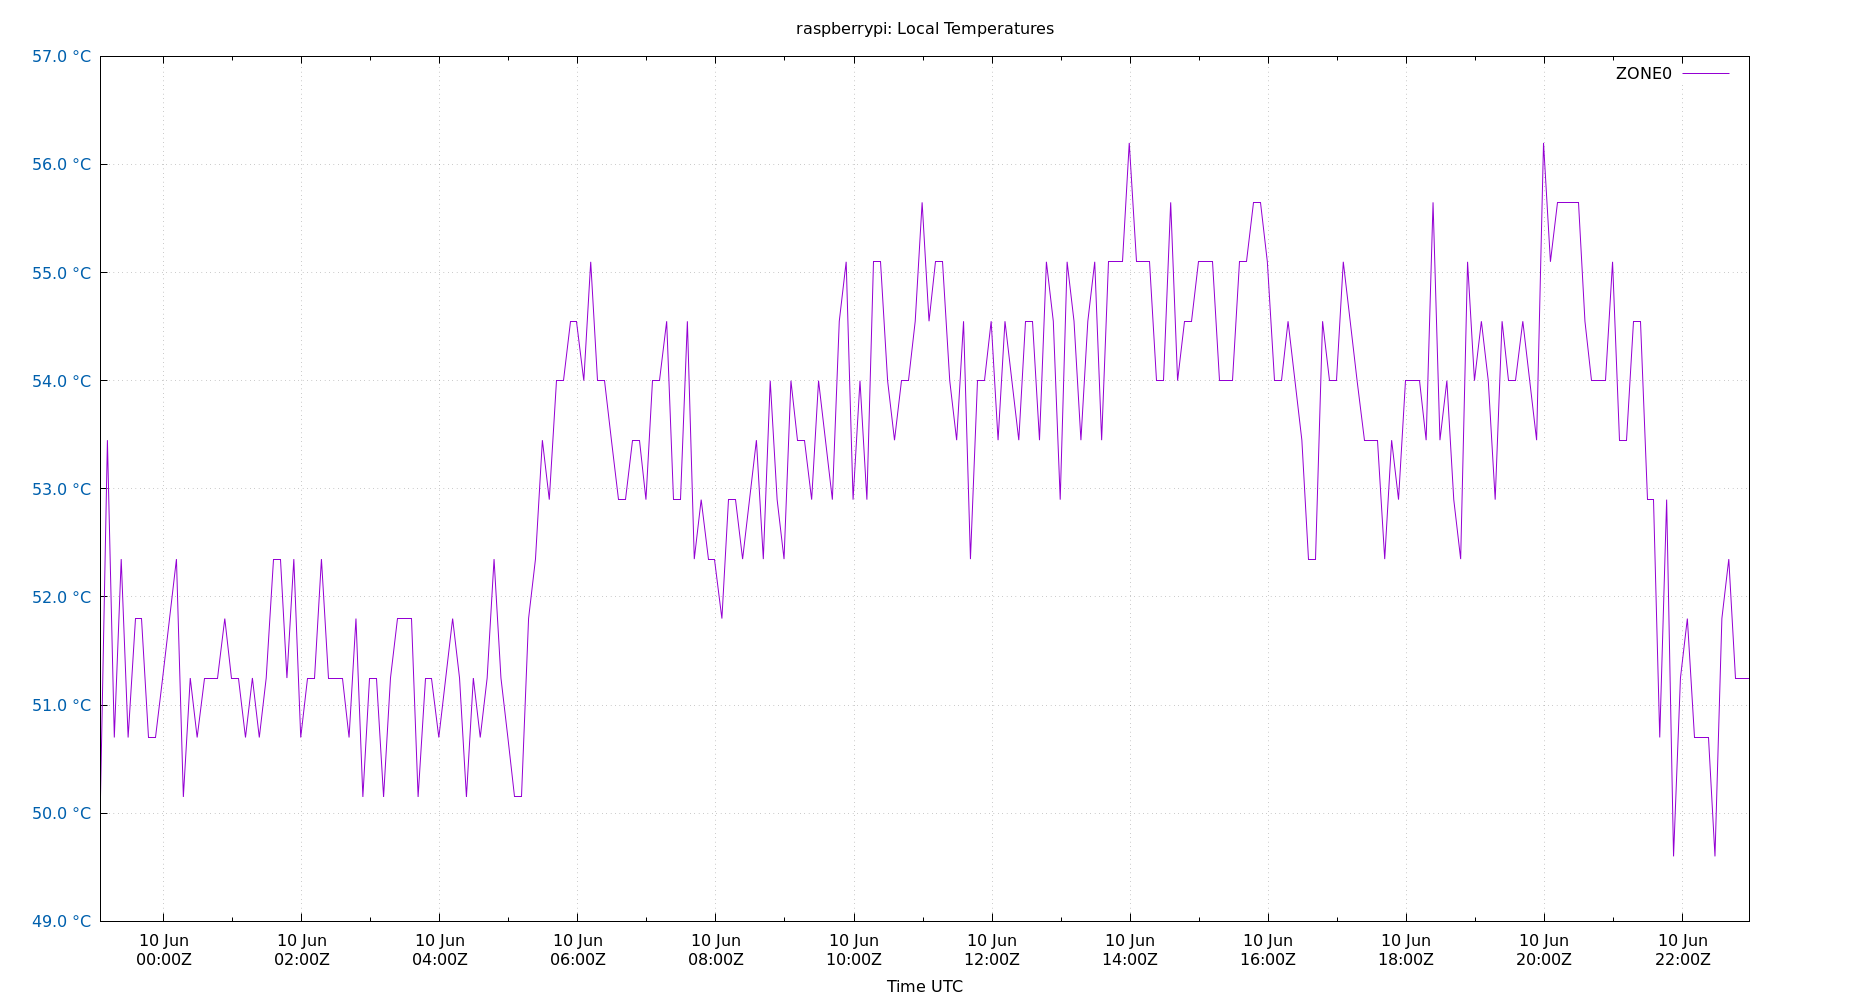 raspberrypi: Local Temperatures
57.0 °C
ZONE0
56.0 °C
55.0 °C
54.0 °C
53.0 °C
52.0 °C
51.0 °C
50.0 °C
49.0 °C
10 Jun 10 Jun 10 Jun 10 Jun 10 Jun 10 Jun 10 Jun 10 Jun 10 Jun 10 Jun 10 Jun 10 Jun
00:00Z 02:00Z 04:00Z 06:00Z 08:00Z 10:00Z 12:00Z 14:00Z 16:00Z 18:00Z 20:00Z 22:00Z
Time UTC